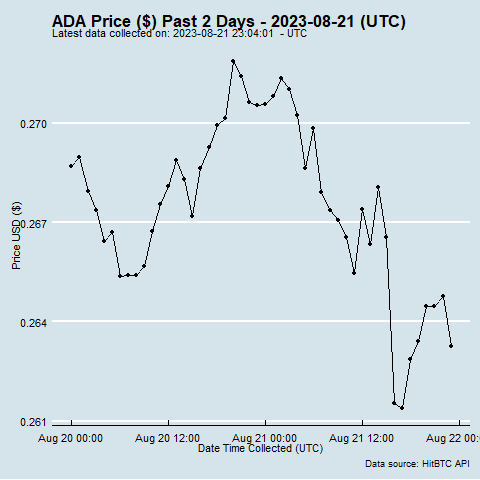 ADA Price ($) Past 2 Days - 2023-08-21 (UTC)
Latest data collected on: 2023-08-21 23:04:01  - UTC
0.270
0.267
0.264
0.261
Price USD ($)
Aug 20 00:00 Aug 20 12:00 Aug 21 00:00 Aug 21 12:00 Aug 22 00:0
Date Time Collected (UTC)
Data source: HitBTC API